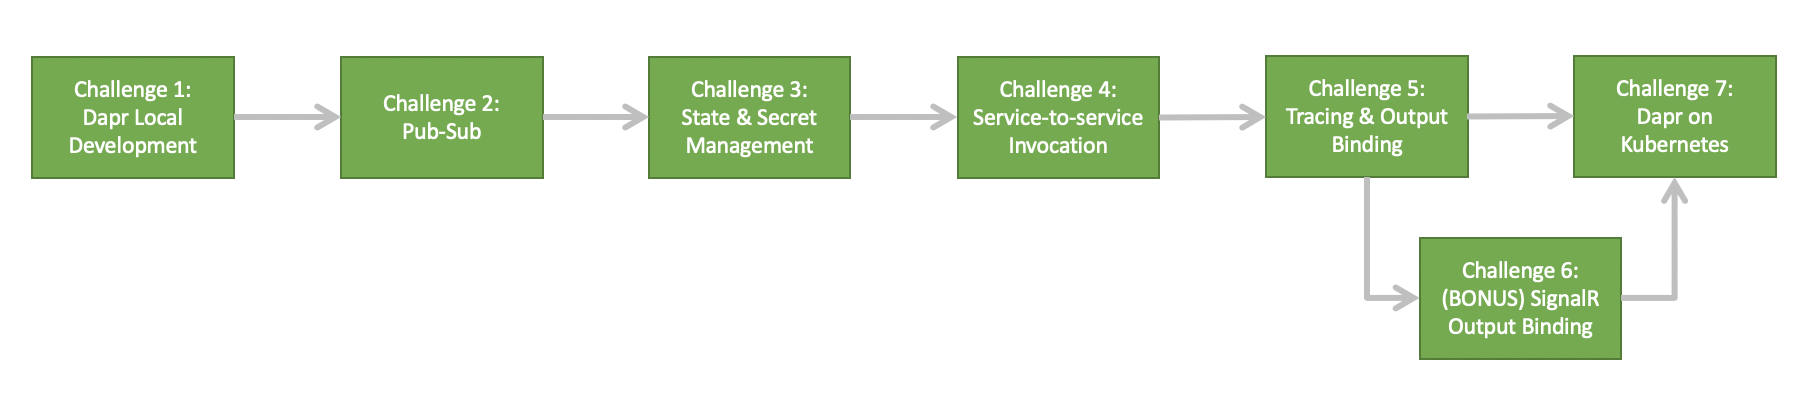 Challenge 1:
Dapr Local
Development
Challenge 2:
Pub-Sub
Challenge 3:
State & Secret
Management
Challenge 4:
Service-to-service
Invocation
Challenge 5:
Tracing & Output
Binding
Challenge 7:
Dapr on
Kubernetes
Challenge 6:
(BONUS) SignalR
Output Binding